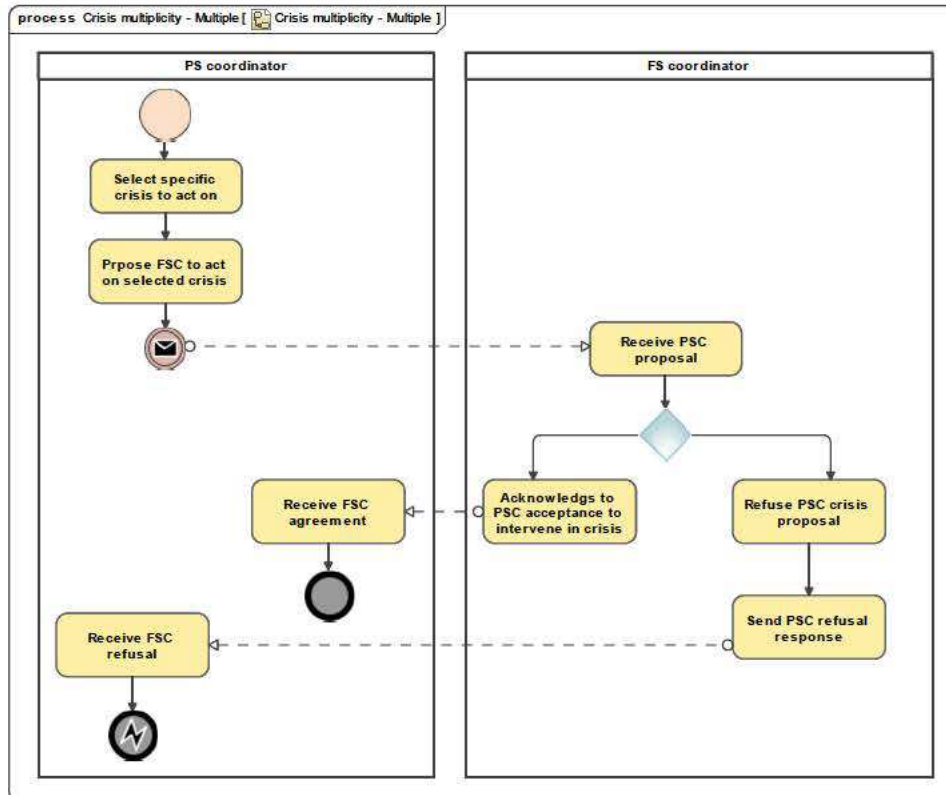 process Crisis multiplicity - Multiple [ Crisis multiplicity - Multiple ]
PS coordinator
FS coordinator
Select specific
crisis to act on
Prpose FSC to act
on selected crisis
Receive PSC
proposal
Receive FSC
agreement
Acknowledgs to
PSC acceptance to
intervene in crisis
Refuse PSC crisis
proposal
Receive FSC
refusal
Send PSC refusal
response